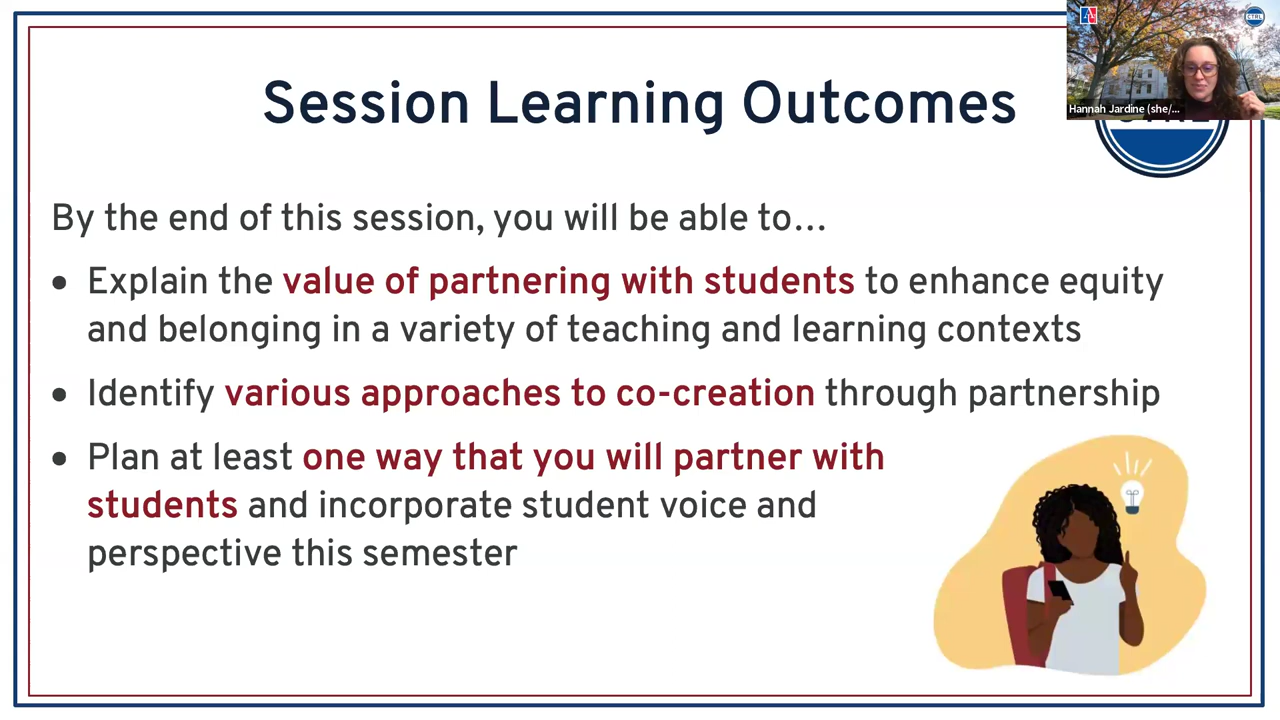 Session Learning Outcomes
CTRL
Hannah Jardine (she/...
By the end of this session, you will be able to...
• Explain the value of partnering with students to enhance equity
and belonging in a variety of teaching and learning contexts
• Identify various approaches to co-creation through partnership
• Plan at least one way that you will partner with
students and incorporate student voice and
perspective this semester